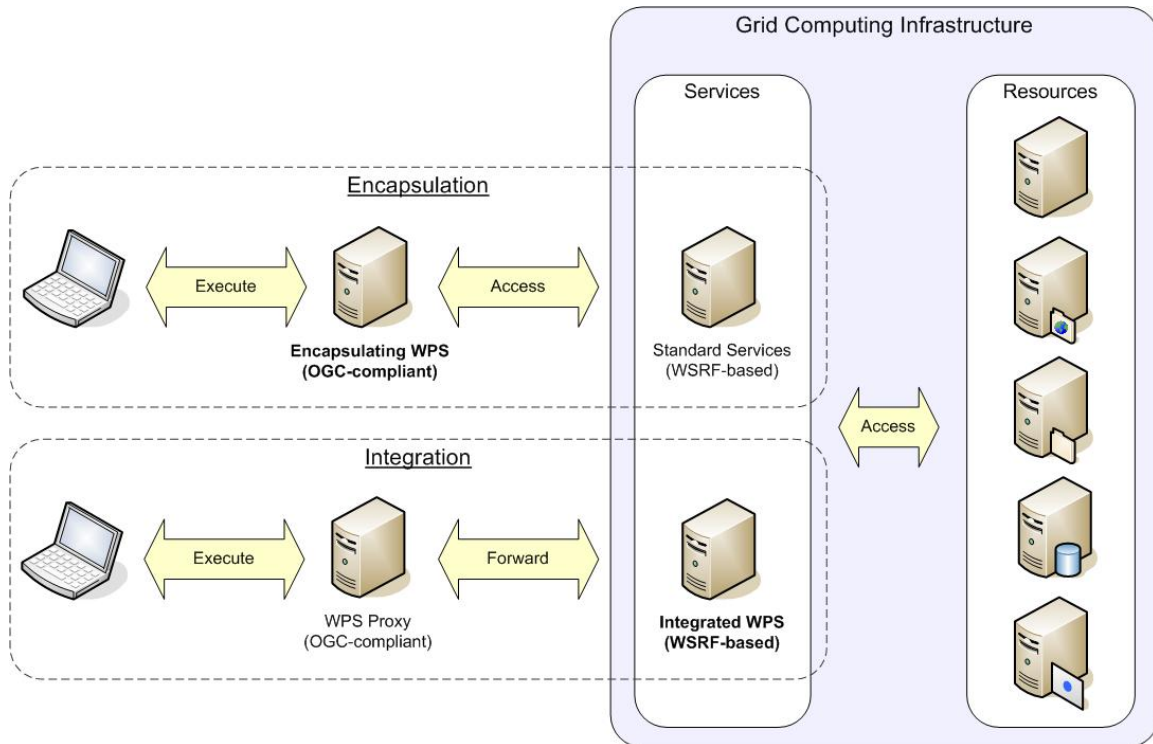 Grid Computing Infrastructure
Services
Resources
Encapsulation
Execute
Access
Encapsulating WPS
(OGC-compliant)
Standard Services
(WSRF-based)
Access
Integration
Execute
Forward
WPS Proxy
(OGC-compliant)
Integrated WPS
(WSRF-based)